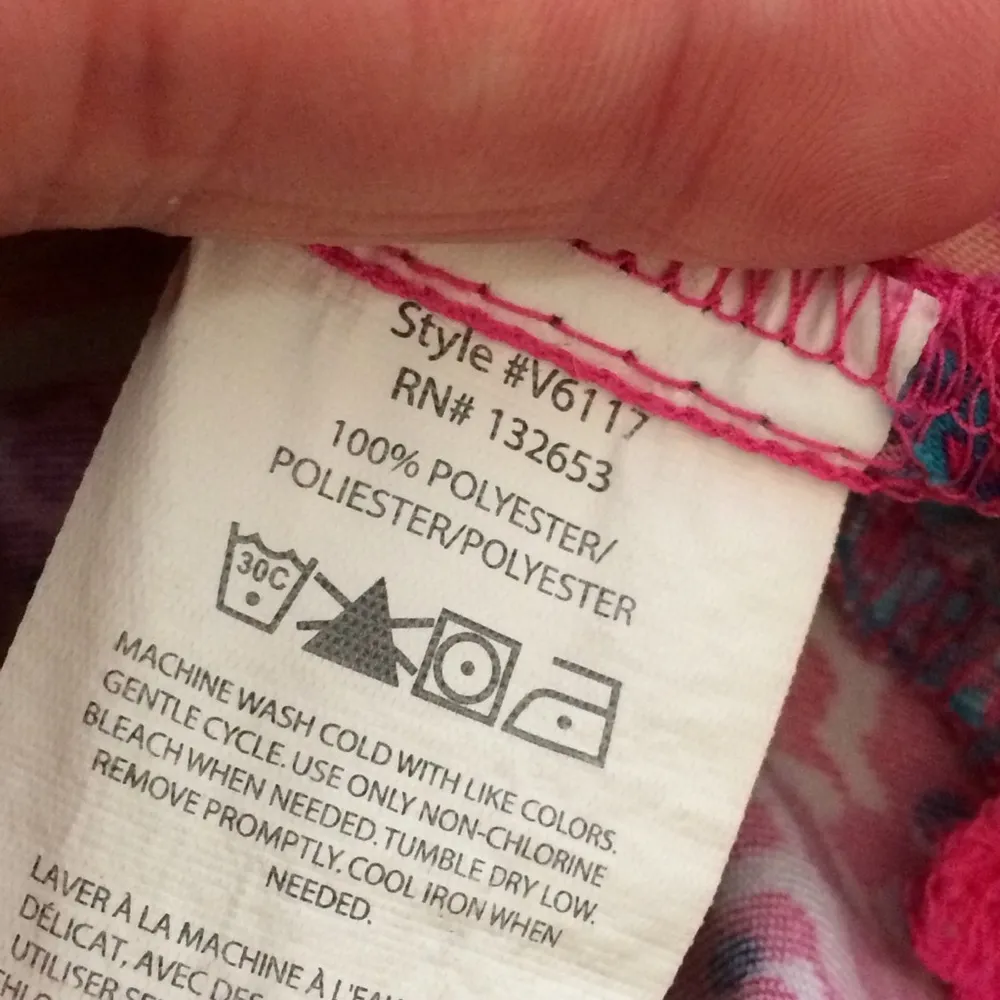 Style #V6117
RN# 132653
100% POLYESTER/
POLIESTER/POLYESTER
30C
MACHINE WASH COLD WITH LIKE COLORS.
GENTLE CYCLE. USE ONLY NON-CHLORINE
BLEACH WHEN NEEDED. TUMBLE DRY LOW.
REMOVE PROMPTLY. COOL IRON WHEN
NEEDED.
LAVER À LA MACHINE À
DÉLICAT, AVEC DES
UTILISER